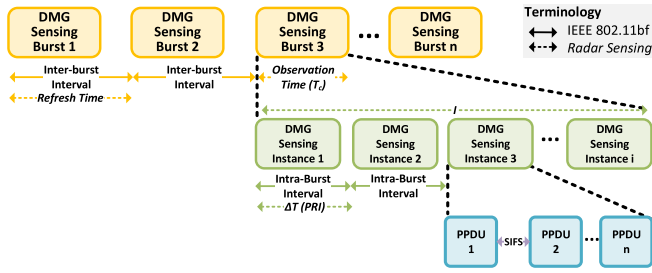 DMG
Sensing
Burst 1
DMG
Sensing
Burst 2
DMG
Sensing
Burst 3
DMG
Sensing
Burst n
Terminology
IEEE 802.11bf
Radar Sensing
Inter-burst
Interval
Refresh Time
Inter-burst
Interval
Observation
Time (Tc)
I
DMG
Sensing
Instance 1
DMG
Sensing
Instance 2
DMG
Sensing
Instance 3
DMG
Sensing
Instance i
Intra-Burst
Interval
ΔT (PRI)
Intra-Burst
Interval
PPDU
1
SIFS
PPDU
2
PPDU
n